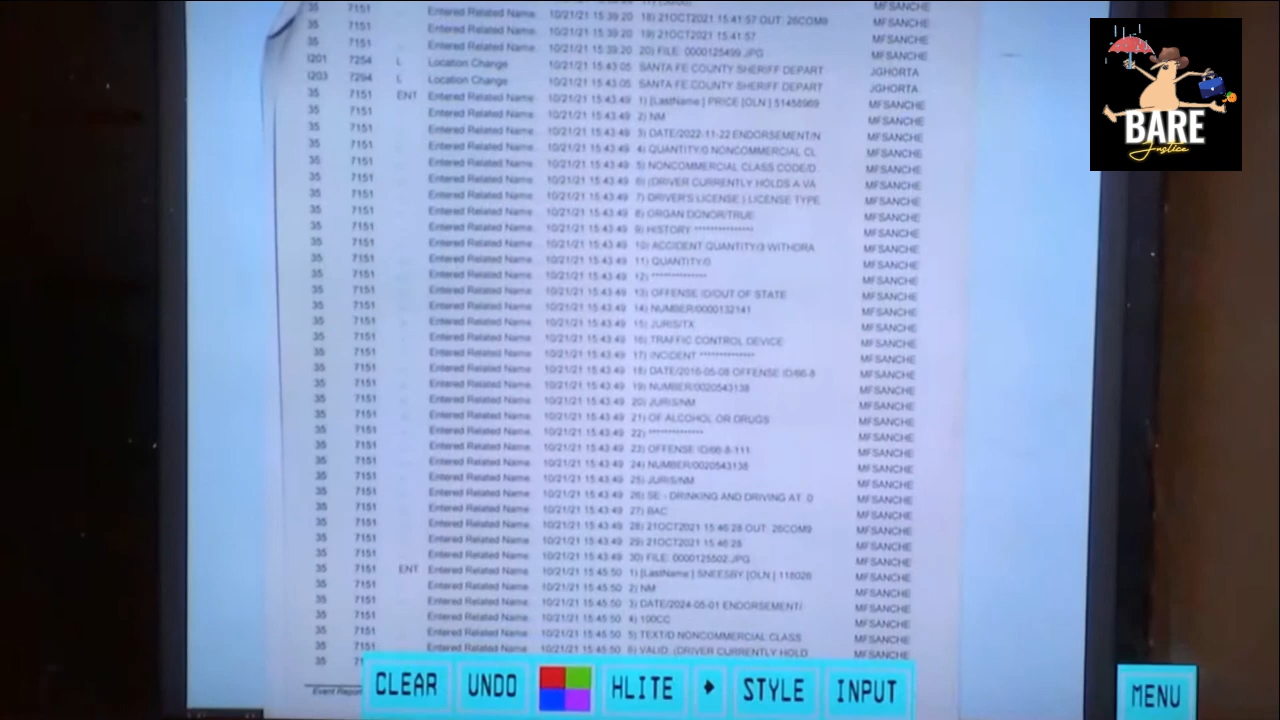 35 7151 MFSANCHE
35 7151 Entered Related Name 10/21/21 15:39:20 18) 21OCT2021 15:41:57 OUT: 26COM9 MFSANCHE
35 7151 Entered Related Name 10/21/21 15:39:20 19) 21OCT2021 15:41:57 MFSANCHE
35 7151 Entered Related Name 10/21/21 15:39:20 20) FILE: 0000125499.JPG MFSANCHE
I201 7254 L Location Change 10/21/21 15:43:05 SANTA FE COUNTY SHERIFF DEPART JGHORTA
I203 7294 L Location Change 10/21/21 15:43:05 SANTA FE COUNTY SHERIFF DEPART JGHORTA
35 7151 ENT Entered Related Name 10/21/21 15:43:49 1) [LastName ] PRICE [OLN ] 51458969 MFSANCHE
35 7151 Entered Related Name 10/21/21 15:43:49 2) NM MFSANCHE
35 7151 Entered Related Name 10/21/21 15:43:49 3) DATE/2022-11-22 ENDORSEMENT/N MFSANCHE
35 7151 Entered Related Name 10/21/21 15:43:49 4) QUANTITY/0 NONCOMMERCIAL CL MFSANCHE
35 7151 Entered Related Name 10/21/21 15:43:49 5) NONCOMMERCIAL CLASS CODE/D MFSANCHE
35 7151 Entered Related Name 10/21/21 15:43:49 6) (DRIVER CURRENTLY HOLDS A VA MFSANCHE
35 7151 Entered Related Name 10/21/21 15:43:49 7) DRIVER'S LICENSE ) LICENSE TYPE MFSANCHE
35 7151 Entered Related Name 10/21/21 15:43:49 8) ORGAN DONOR/TRUE MFSANCHE
35 7151 Entered Related Name 10/21/21 15:43:49 9) HISTORY ************** MFSANCHE
35 7151 Entered Related Name 10/21/21 15:43:49 10) ACCIDENT QUANTITY/3 WITHDRA MFSANCHE
35 7151 Entered Related Name 10/21/21 15:43:49 11) QUANTITY/0 MFSANCHE
35 7151 Entered Related Name 10/21/21 15:43:49 12) ************** MFSANCHE
35 7151 Entered Related Name 10/21/21 15:43:49 13) OFFENSE ID/OUT OF STATE MFSANCHE
35 7151 Entered Related Name 10/21/21 15:43:49 14) NUMBER/0000132141 MFSANCHE
35 7151 Entered Related Name 10/21/21 15:43:49 15) JURIS/TX MFSANCHE
35 7151 Entered Related Name 10/21/21 15:43:49 16) TRAFFIC CONTROL DEVICE MFSANCHE
35 7151 Entered Related Name 10/21/21 15:43:49 17) INCIDENT ************** MFSANCHE
35 7151 Entered Related Name 10/21/21 15:43:49 18) DATE/2016-05-08 OFFENSE ID/66-8 MFSANCHE
35 7151 Entered Related Name 10/21/21 15:43:49 19) NUMBER/0020543138 MFSANCHE
35 7151 Entered Related Name 10/21/21 15:43:49 20) JURIS/NM MFSANCHE
35 7151 Entered Related Name 10/21/21 15:43:49 21) OF ALCOHOL OR DRUGS MFSANCHE
35 7151 Entered Related Name 10/21/21 15:43:49 22) ************** MFSANCHE
35 7151 Entered Related Name 10/21/21 15:43:49 23) OFFENSE ID/66-8-111 MFSANCHE
35 7151 Entered Related Name 10/21/21 15:43:49 24) NUMBER/0020543138 MFSANCHE
35 7151 Entered Related Name 10/21/21 15:43:49 25) JURIS/NM MFSANCHE
35 7151 Entered Related Name 10/21/21 15:43:49 26) SE - DRINKING AND DRIVING AT .0 MFSANCHE
35 7151 Entered Related Name 10/21/21 15:43:49 27) BAC MFSANCHE
35 7151 Entered Related Name 10/21/21 15:43:49 28) 21OCT2021 15:46:28 OUT: 26COM9 MFSANCHE
35 7151 Entered Related Name 10/21/21 15:43:49 29) 21OCT2021 15:46:28 MFSANCHE
35 7151 Entered Related Name 10/21/21 15:43:49 30) FILE: 0000125502.JPG MFSANCHE
35 7151 ENT Entered Related Name 10/21/21 15:45:50 1) [LastName ] SNEESBY [OLN ] 118026 MFSANCHE
35 7151 Entered Related Name 10/21/21 15:45:50 2) NM MFSANCHE
35 7151 Entered Related Name 10/21/21 15:45:50 3) DATE/2024-05-01 ENDORSEMENT/ MFSANCHE
35 7151 Entered Related Name 10/21/21 15:45:50 4) 100CC MFSANCHE
35 7151 Entered Related Name 10/21/21 15:45:50 5) TEXT/D NONCOMMERCIAL CLASS MFSANCHE
35 7151 Entered Related Name 10/21/21 15:45:50 6) VALID (DRIVER CURRENTLY HOLD MFSANCHE
35
Event Report
CLEAR UNDO HLITE STYLE INPUT MENU
BARE
Justice